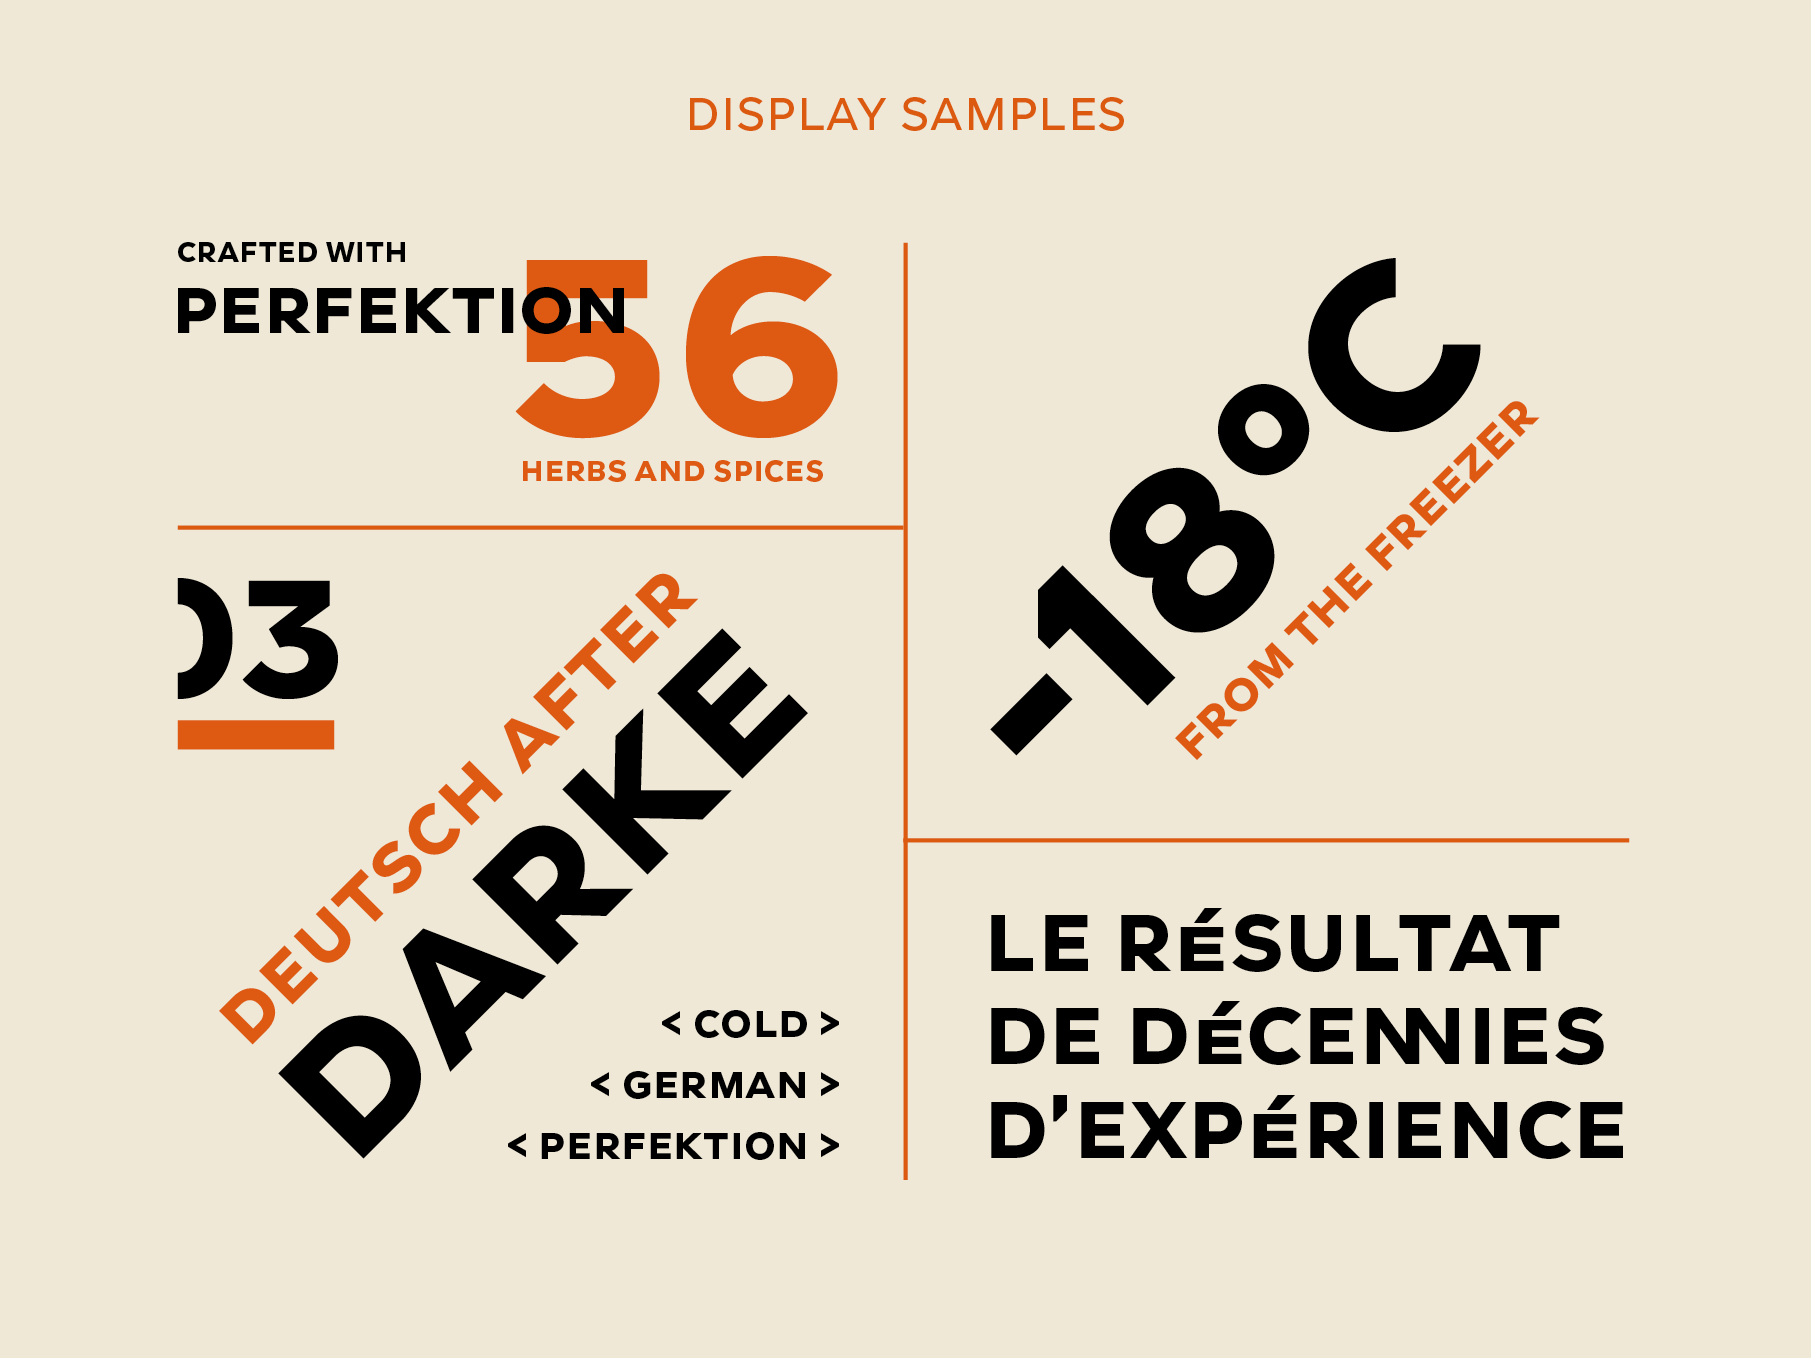 DISPLAY SAMPLES
CRAFTED WITH
PERFEKTION
56
HERBS AND SPICES
03
DEUTSCH AFTER
DARKE
< COLD >
< GERMAN >
< PERFEKTION >
-18°C
FROM THE FREEZER
LE RÉSULTAT
DE DÉCENNIES
D’EXPÉRIENCE